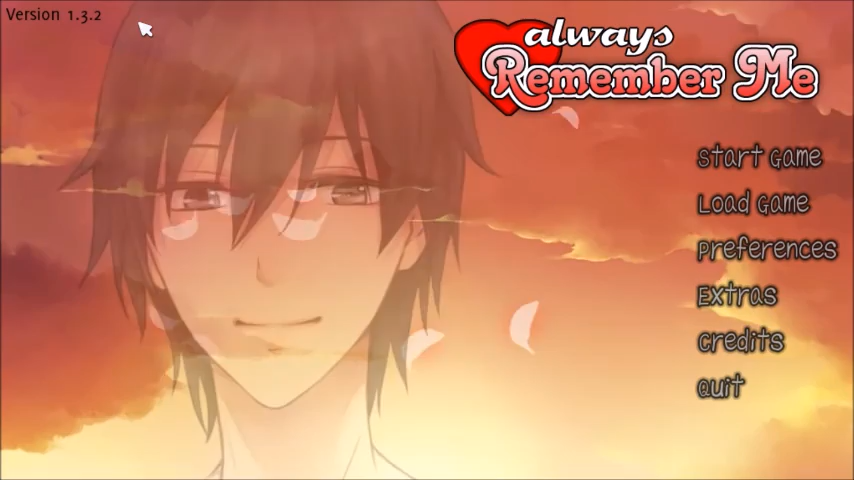 Version 1.3.2
always
Remember Me
Start Game
Load Game
Preferences
Extras
Credits
Quit